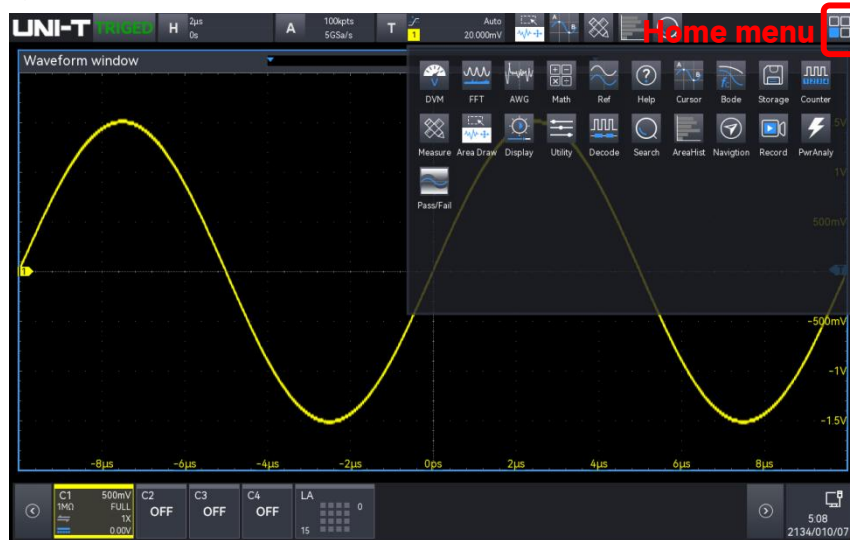 UNI-T TRIGED H 2μs 0s A 100kpts 5GSa/s T 1 Auto 20.000mV Home menu
Waveform window
DVM FFT AWG Math Ref Help Cursor Bode Storage Counter
Measure Area Draw Display Utility Decode Search AreaHist Navigtion Record PwrAnaly
Pass/Fail
1V
500mV
1
-500mV
-1V
-1.5V
-8μs -6μs -4μs -2μs 0ps 2μs 4μs 6μs 8μs
C1 500mV C2 C3 C4 LA
1MΩ FULL OFF OFF OFF 0
1X
0.00V 15
5:08
2134/010/07